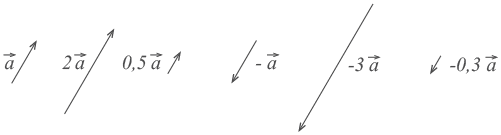 a⃗ 2a⃗ 0,5a⃗ -a⃗ -3a⃗ -0,3a⃗